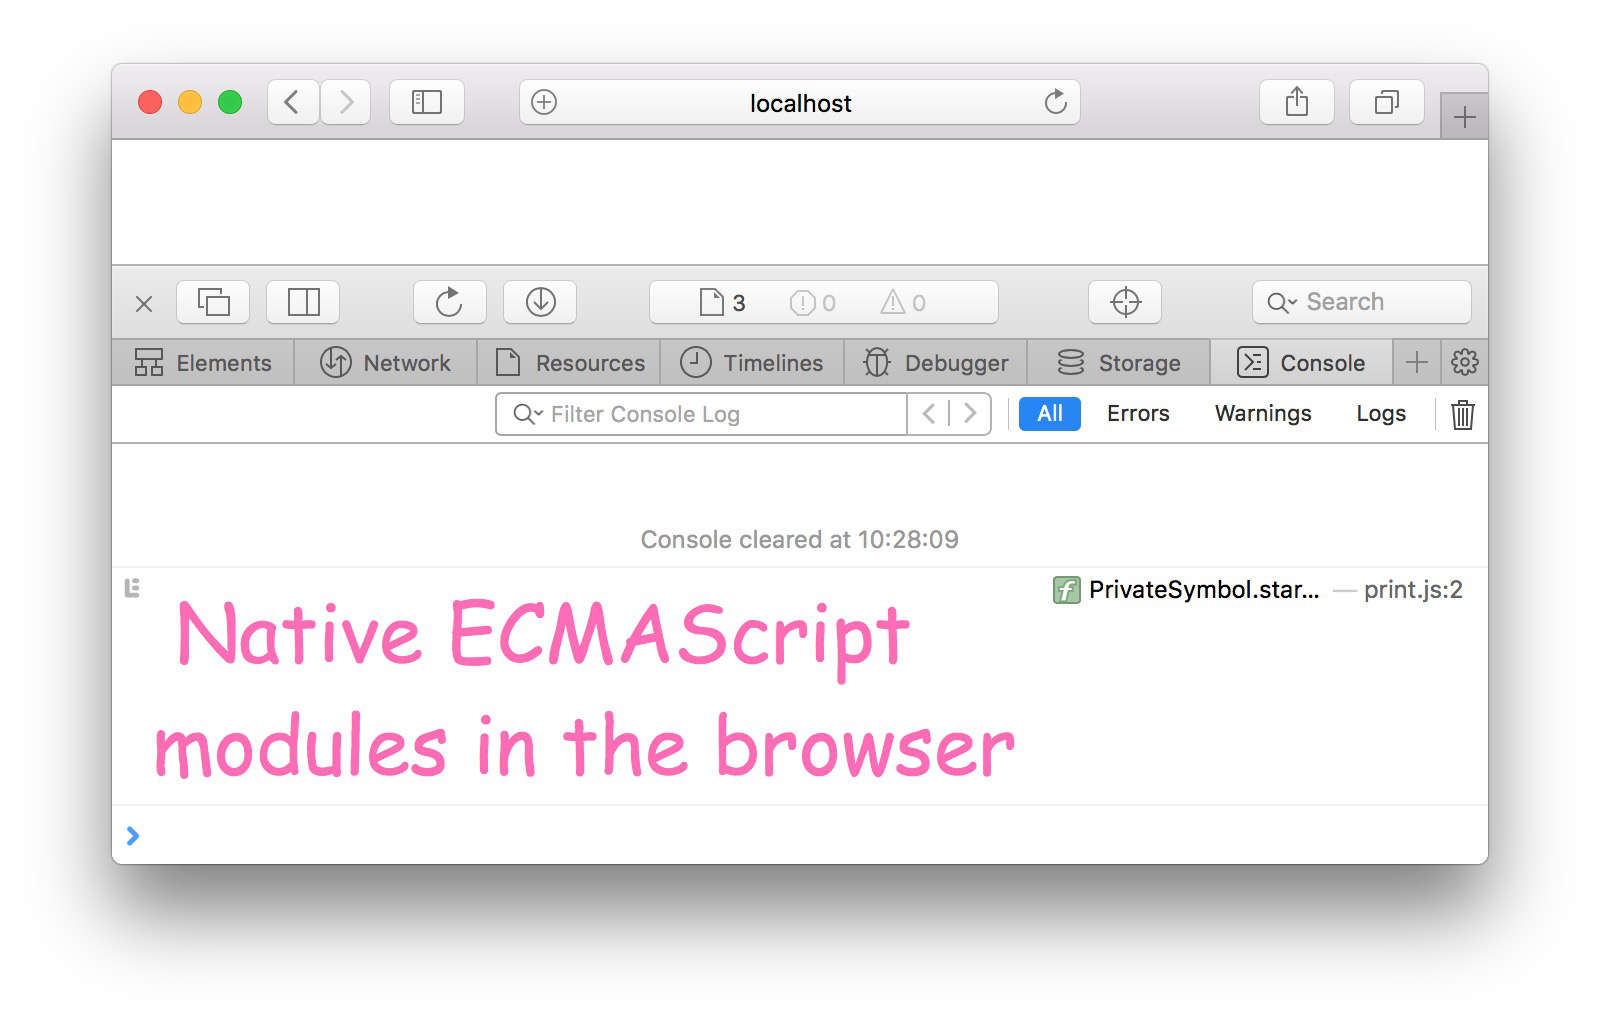 localhost
3 0 0 Search
Elements Network Resources Timelines Debugger Storage Console
Filter Console Log All Errors Warnings Logs
Console cleared at 10:28:09
f PrivateSymbol.star... — print.js:2
Native ECMAScript
modules in the browser